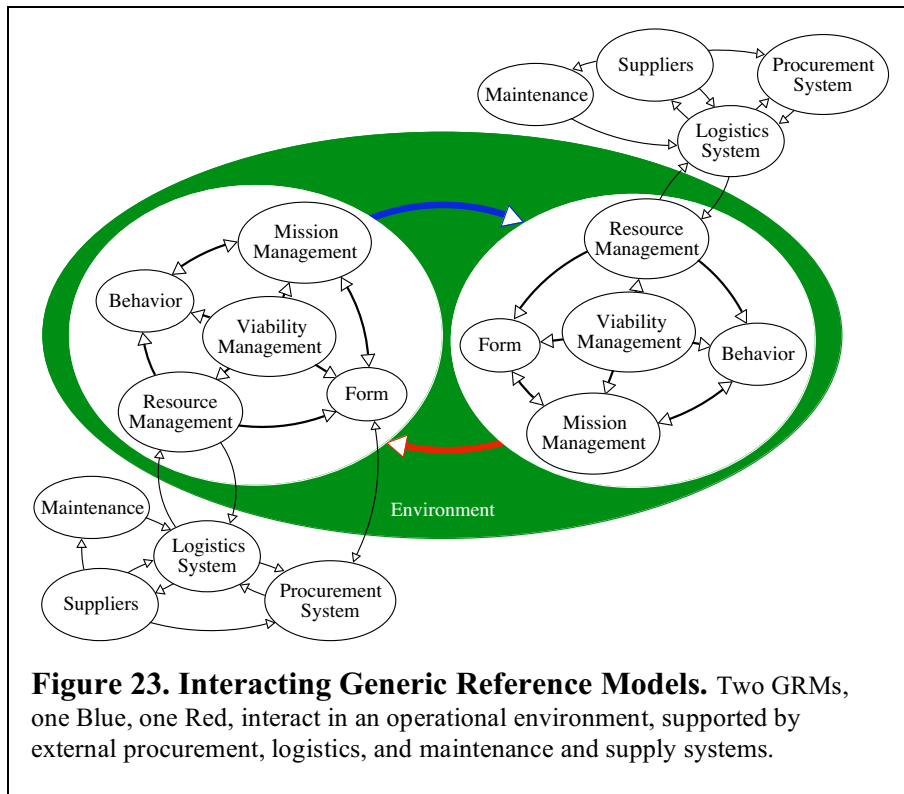 Suppliers
Procurement
System
Maintenance
Logistics
System
Mission
Management
Behavior
Viability
Management
Form
Resource
Management
Resource
Management
Form
Viability
Management
Behavior
Mission
Management
Environment
Maintenance
Logistics
System
Suppliers
Procurement
System
Figure 23. Interacting Generic Reference Models. Two GRMs,
one Blue, one Red, interact in an operational environment, supported by
external procurement, logistics, and maintenance and supply systems.